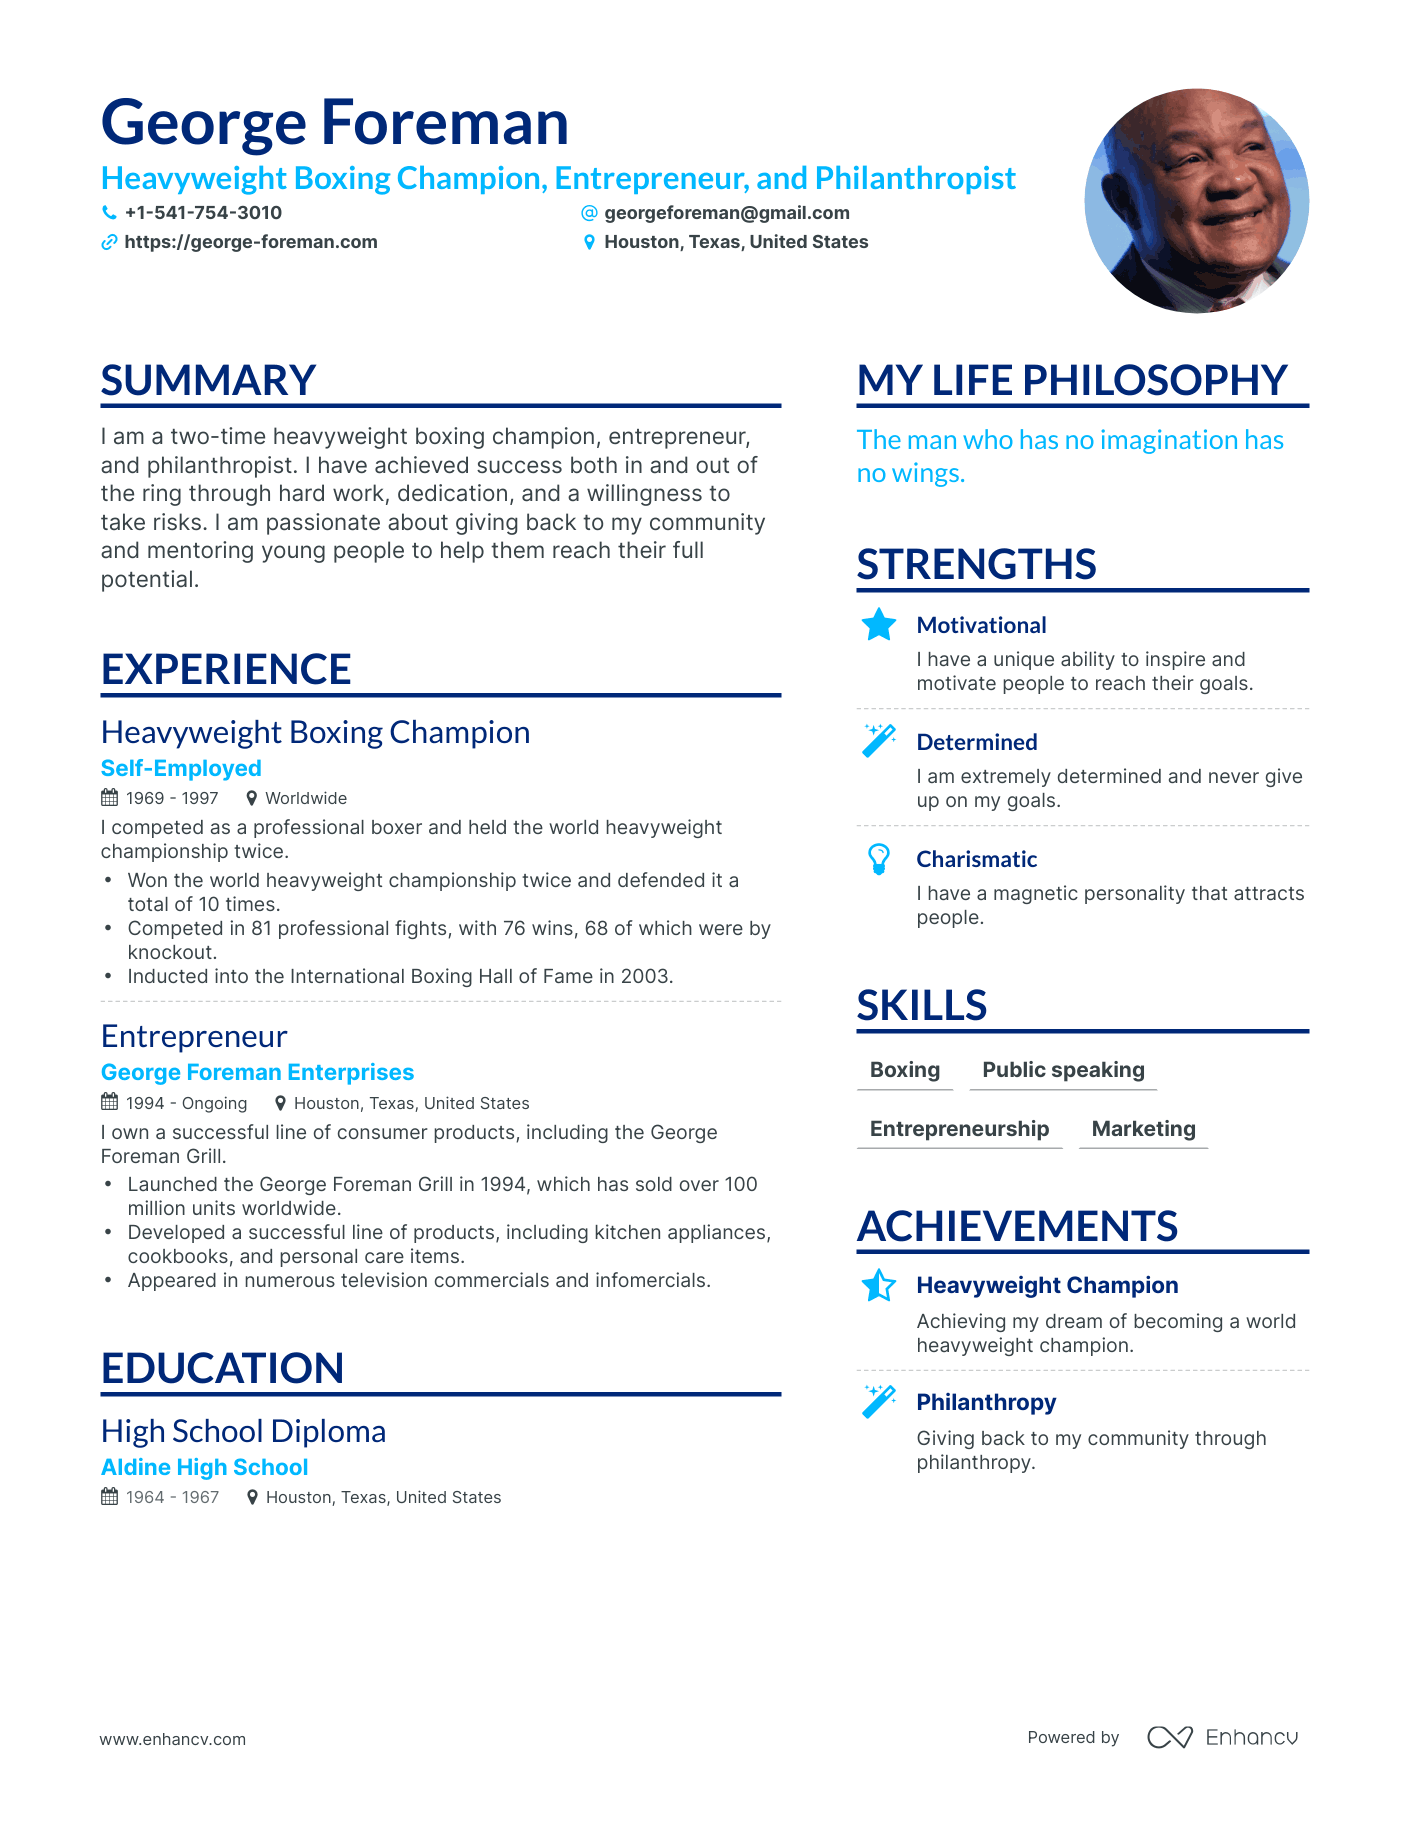 George Foreman
Heavyweight Boxing Champion, Entrepreneur, and Philanthropist
+1-541-754-3010
georgeforeman@gmail.com
https://george-foreman.com
Houston, Texas, United States
SUMMARY
I am a two-time heavyweight boxing champion, entrepreneur,
and philanthropist. I have achieved success both in and out of
the ring through hard work, dedication, and a willingness to
take risks. I am passionate about giving back to my community
and mentoring young people to help them reach their full
potential.
EXPERIENCE
Heavyweight Boxing Champion
Self-Employed
1969 - 1997 Worldwide
I competed as a professional boxer and held the world heavyweight
championship twice.
• Won the world heavyweight championship twice and defended it a
total of 10 times.
• Competed in 81 professional fights, with 76 wins, 68 of which were by
knockout.
• Inducted into the International Boxing Hall of Fame in 2003.
Entrepreneur
George Foreman Enterprises
1994 - Ongoing Houston, Texas, United States
I own a successful line of consumer products, including the George
Foreman Grill.
• Launched the George Foreman Grill in 1994, which has sold over 100
million units worldwide.
• Developed a successful line of products, including kitchen appliances,
cookbooks, and personal care items.
• Appeared in numerous television commercials and infomercials.
EDUCATION
High School Diploma
Aldine High School
1964 - 1967 Houston, Texas, United States
MY LIFE PHILOSOPHY
The man who has no imagination has
no wings.
STRENGTHS
Motivational
I have a unique ability to inspire and
motivate people to reach their goals.
Determined
I am extremely determined and never give
up on my goals.
Charismatic
I have a magnetic personality that attracts
people.
SKILLS
Boxing Public speaking
Entrepreneurship Marketing
ACHIEVEMENTS
Heavyweight Champion
Achieving my dream of becoming a world
heavyweight champion.
Philanthropy
Giving back to my community through
philanthropy.
www.enhancv.com
Powered by Enhancv